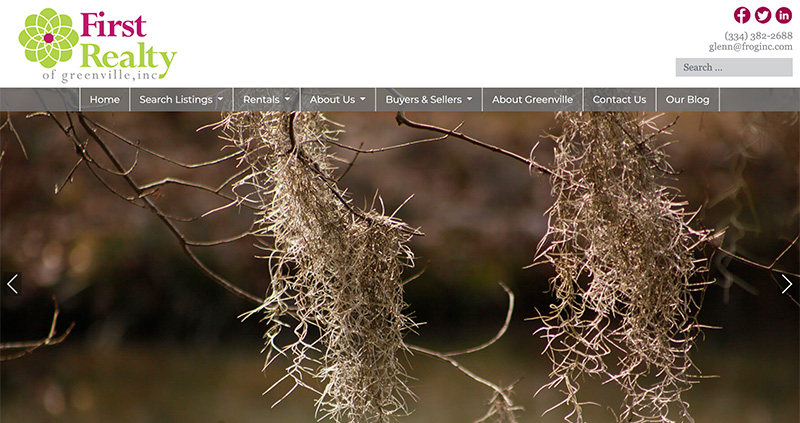 First
Realty
of greenville, inc
(334) 382-2688
glenn@froginc.com
Search ...
Home
Search Listings
Rentals
About Us
Buyers & Sellers
About Greenville
Contact Us
Our Blog